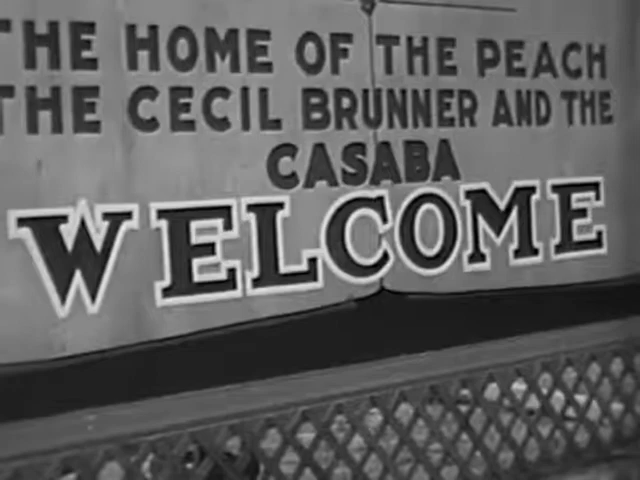 THE HOME OF THE PEACH
THE CECIL BRUNNER AND THE
CASABA
WELCOME